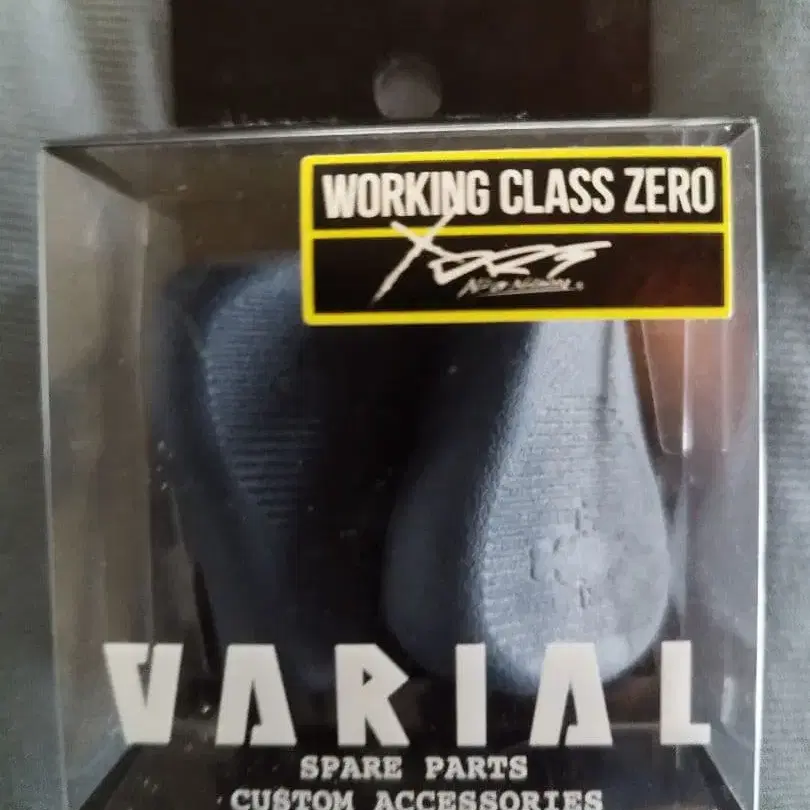 WORKING CLASS ZERO
VARIAL
SPARE PARTS
CUSTOM ACCESSORIES